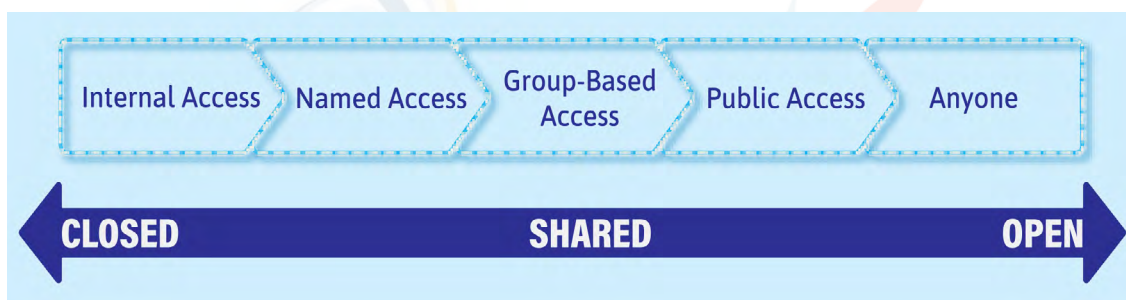 Internal Access
Named Access
Group-Based
Access
Public Access
Anyone
CLOSED
SHARED
OPEN